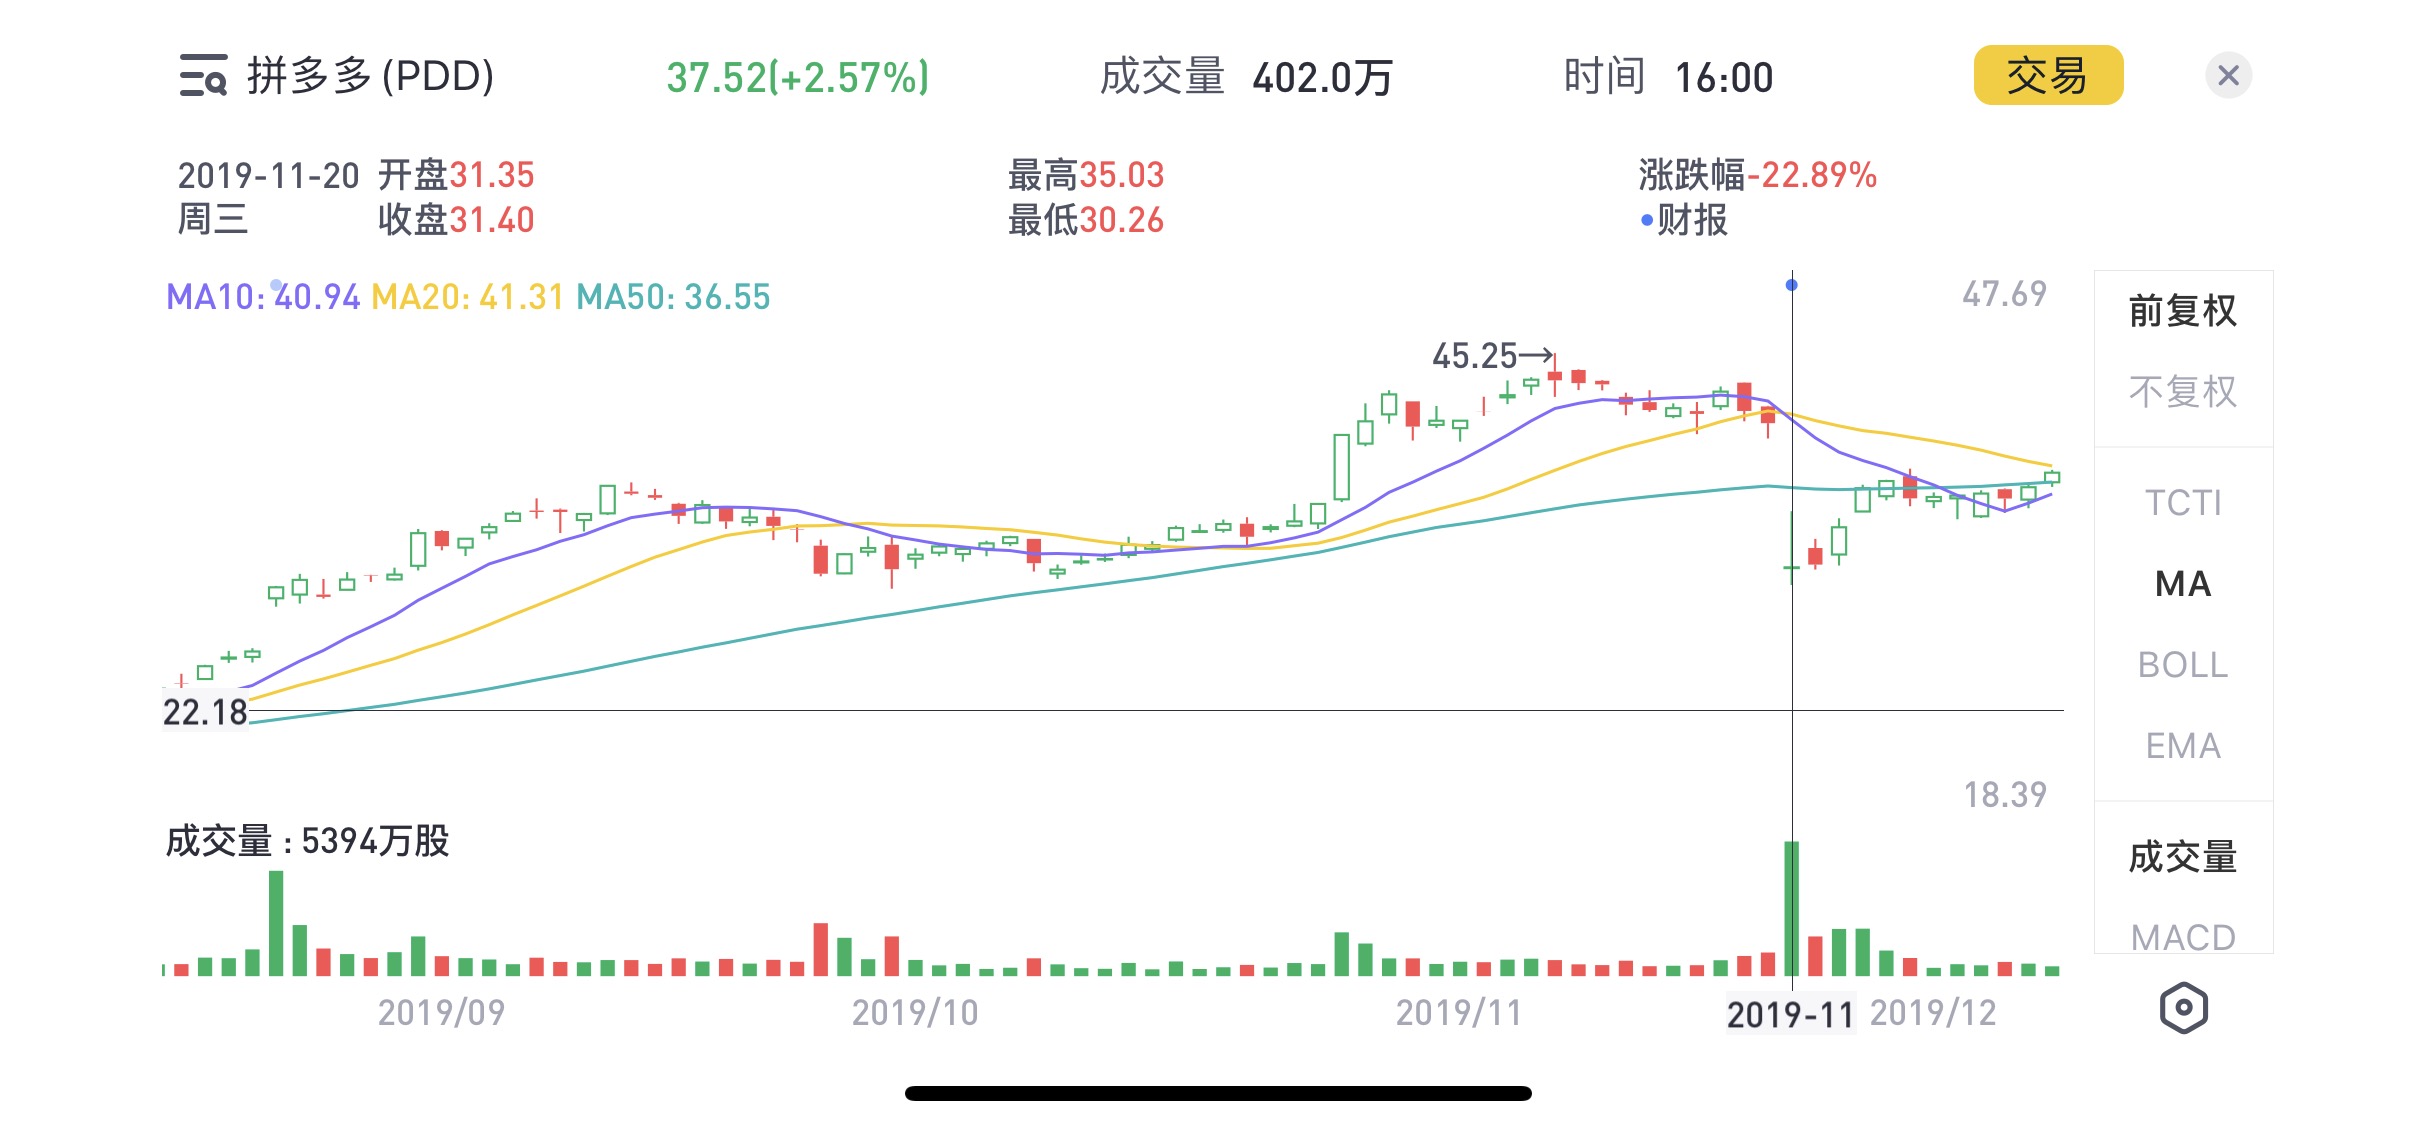 拼多多(PDD) 37.52(+2.57%) 成交量 402.0万 时间 16:00 交易
2019-11-20 开盘31.35 最高35.03 涨跌幅-22.89%
周三 收盘31.40 最低30.26 •财报
MA10: 40.94 MA20: 41.31 MA50: 36.55
47.69
45.25→
22.18
18.39
成交量 : 5394万股
2019/09 2019/10 2019/11 2019-11 2019/12
前复权
不复权
TCTI
MA
BOLL
EMA
成交量
MACD